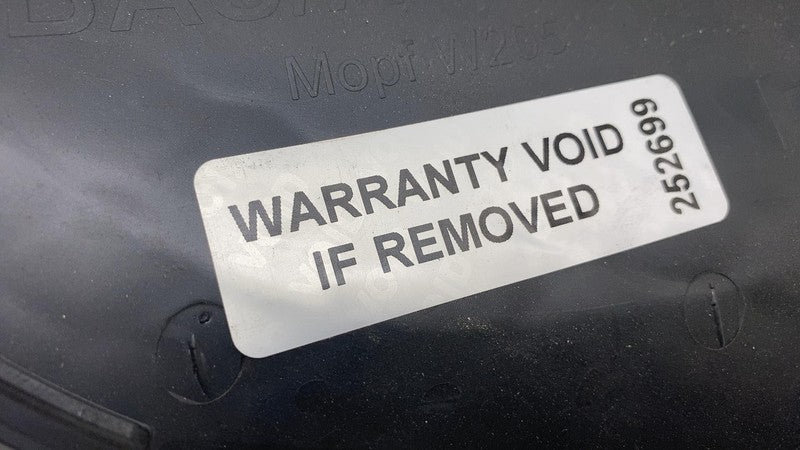 Mopf W205
WARRANTY VOID
IF REMOVED
252699